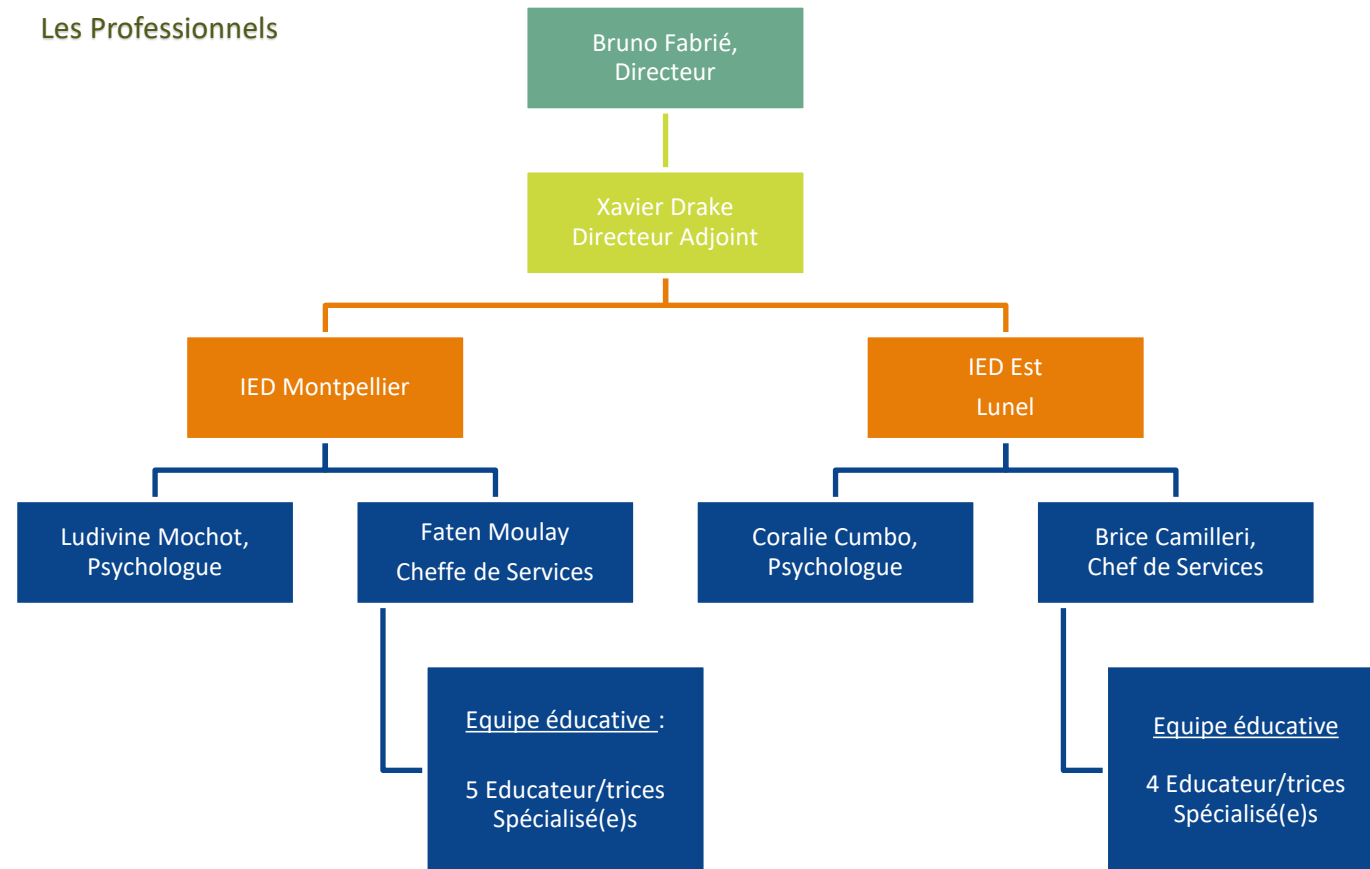 Les Professionnels
Bruno Fabrié,
Directeur
Xavier Drake
Directeur Adjoint
IED Montpellier
IED Est
Lunel
Ludivine Mochot,
Psychologue
Faten Moulay
Cheffe de Services
Coralie Cumbo,
Psychologue
Brice Camilleri,
Chef de Services
Equipe éducative :
5 Educateur/trices
Spécialisé(e)s
Equipe éducative
4 Educateur/trices
Spécialisé(e)s